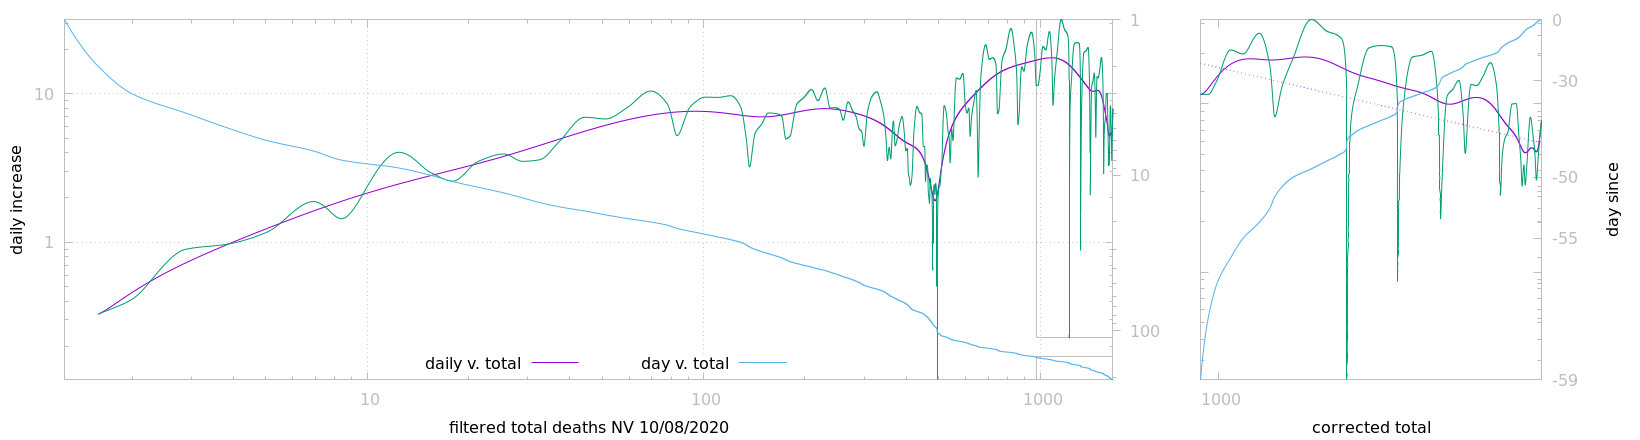 1
0
10
-30
daily increase
10
-50
day since
1
-55
100
daily v. total
day v. total
-59
10
100
1000
1000
filtered total deaths NV 10/08/2020
corrected total